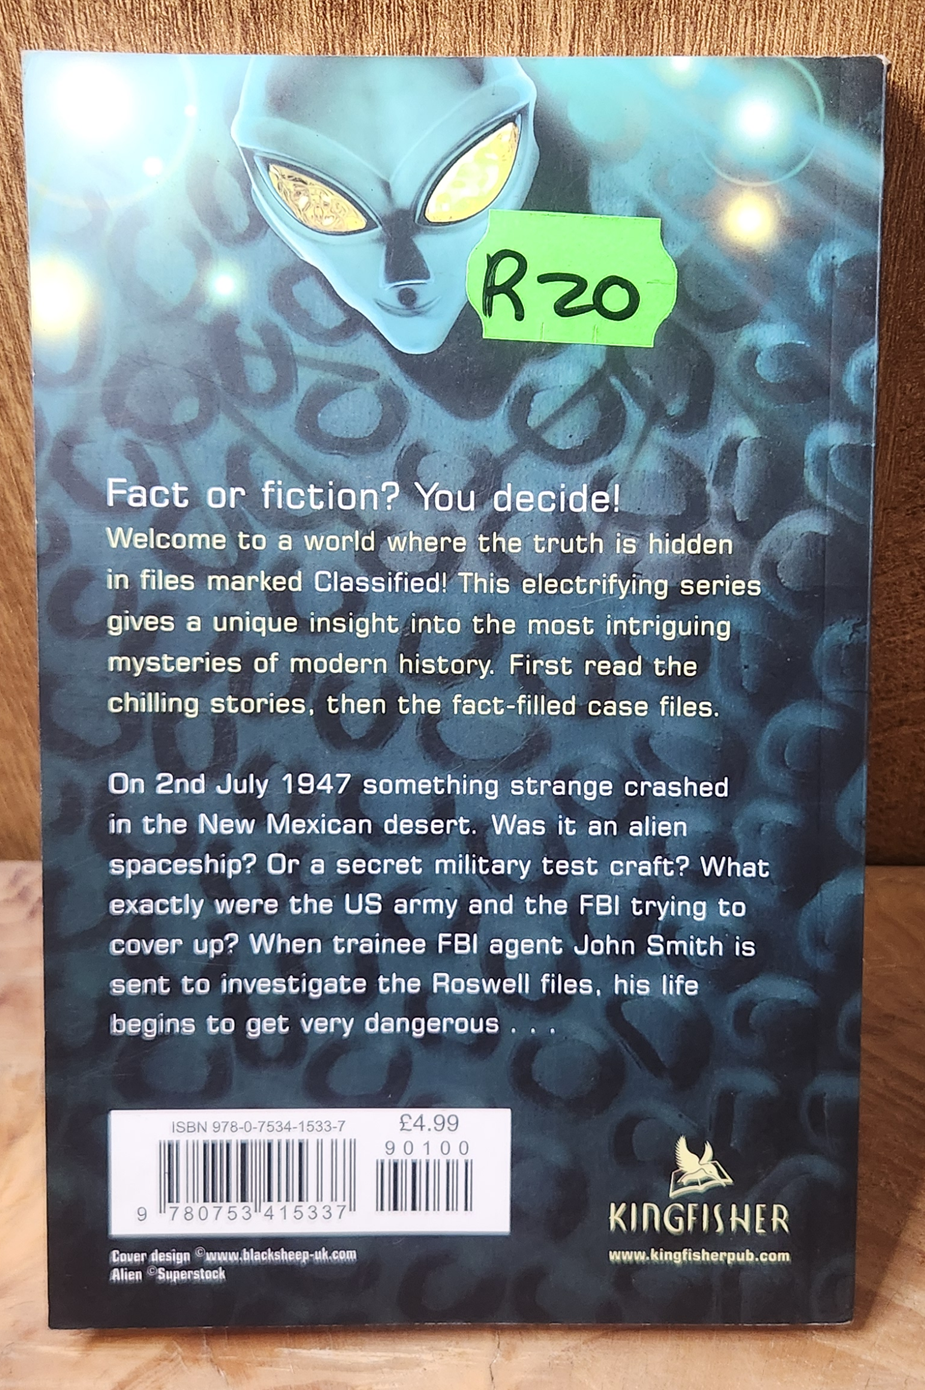 R20
Fact or fiction? You decide!
Welcome to a world where the truth is hidden
in files marked Classified! This electrifying series
gives a unique insight into the most intriguing
mysteries of modern history. First read the
chilling stories, then the fact-filled case files.
On 2nd July 1947 something strange crashed
in the New Mexican desert. Was it an alien
spaceship? Or a secret military test craft? What
exactly were the US army and the FBI trying to
cover up? When trainee FBI agent John Smith is
sent to investigate the Roswell files, his life
begins to get very dangerous . . .
ISBN 978-0-7534-1533-7
£4.99
90100
9 780753 415337
KINGFISHER
www.kingfisherpub.com
Cover design ©www.blacksheep-uk.com
Alien ©Superstock